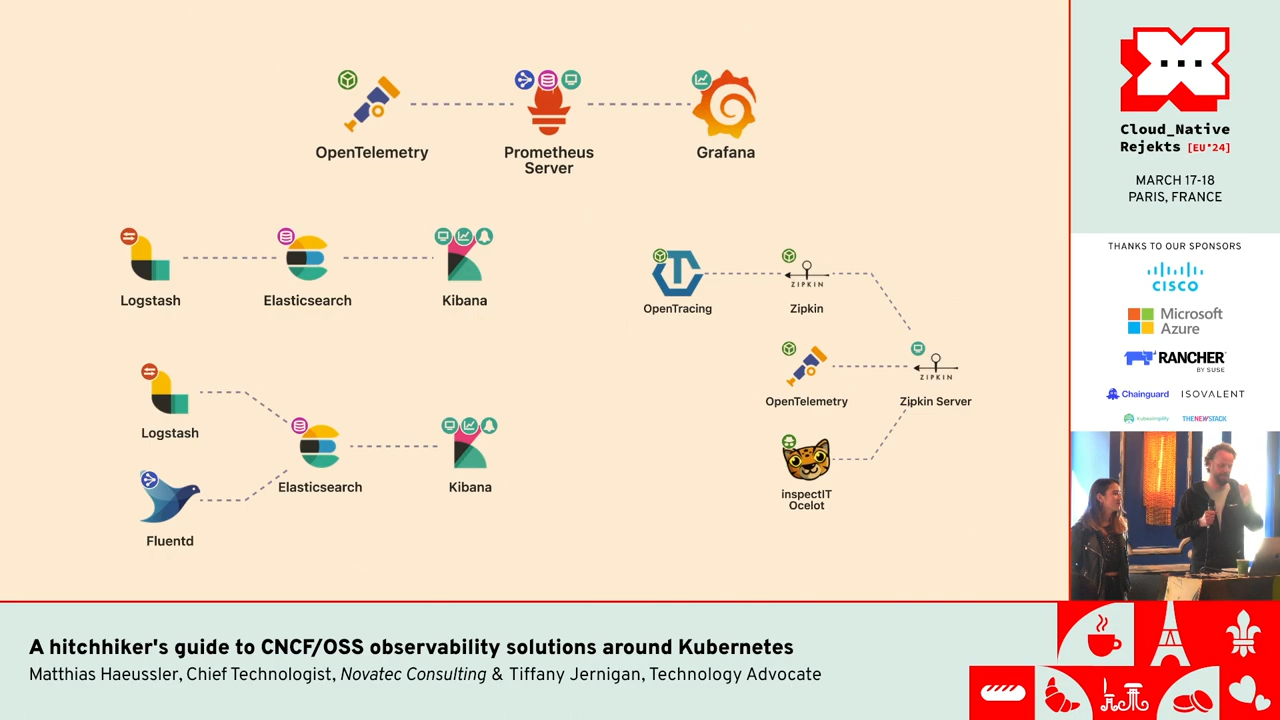 OpenTelemetry
Prometheus
Server
Grafana
Logstash
Elasticsearch
Kibana
OpenTracing
ZIPKIN
Zipkin
OpenTelemetry
ZIPKIN
Zipkin Server
inspectIT
Ocelot
Logstash
Fluentd
Elasticsearch
Kibana
Cloud_Native
Rejekts [EU'24]
MARCH 17-18
PARIS, FRANCE
THANKS TO OUR SPONSORS
CISCO
Microsoft
Azure
RANCHER
BY SUSE
Chainguard
ISOVALENT
Kubesimplify
THENEWSTACK
A hitchhiker's guide to CNCF/OSS observability solutions around Kubernetes
Matthias Haeussler, Chief Technologist, Novatec Consulting & Tiffany Jernigan, Technology Advocate